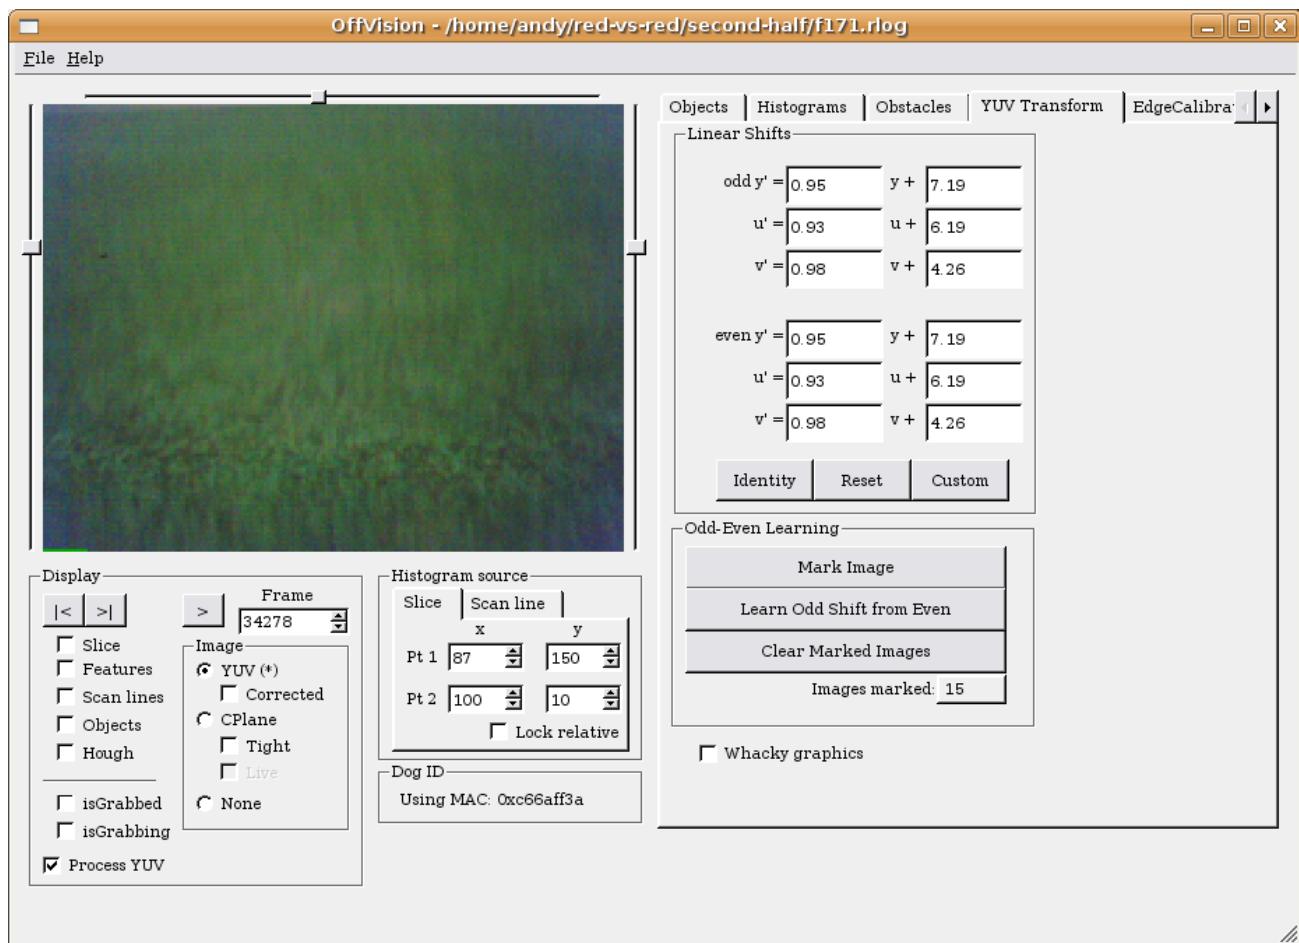 OffVision - /home/andy/red-vs-red/second-half/f171.rlog
File Help
Objects Histograms Obstacles YUV Transform EdgeCalibra
Linear Shifts
odd y' = 0.95 y + 7.19
u' = 0.93 u + 6.19
v' = 0.98 v + 4.26
even y' = 0.95 y + 7.19
u' = 0.93 u + 6.19
v' = 0.98 v + 4.26
Identity Reset Custom
Odd-Even Learning
Mark Image
Learn Odd Shift from Even
Clear Marked Images
Images marked: 15
Whacky graphics
Display
|< >| > Frame
34278
Slice
Features
Scan lines
Objects
Hough
isGrabbed
isGrabbing
Process YUV
Image
YUV (*)
Corrected
CPlane
Tight
Live
None
Histogram source
Slice Scan line
x y
Pt 1 87 150
Pt 2 100 10
Lock relative
Dog ID
Using MAC: 0xc66aff3a